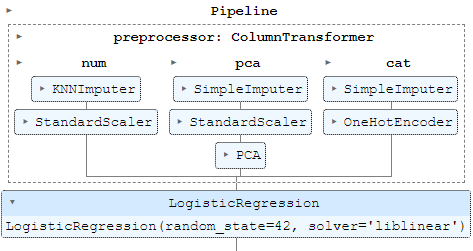 Pipeline
preprocessor: ColumnTransformer
num pca cat
KNNImputer SimpleImputer SimpleImputer
StandardScaler StandardScaler OneHotEncoder
PCA
LogisticRegression
LogisticRegression(random_state=42, solver='liblinear')